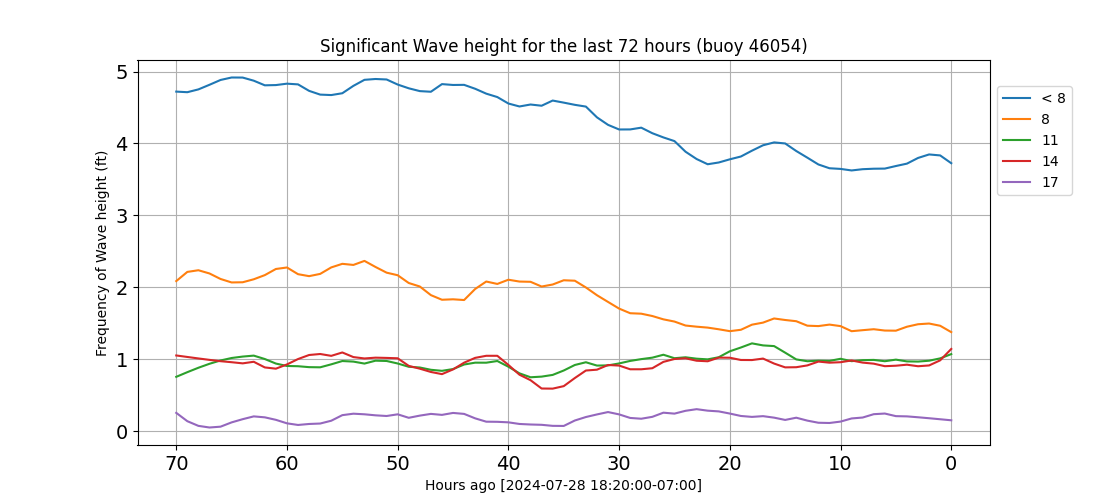 Significant Wave height for the last 72 hours (buoy 46054)
Frequency of Wave height (ft)
5
4
3
2
1
0
70 60 50 40 30 20 10 0
Hours ago [2024-07-28 18:20:00-07:00]
< 8
8
11
14
17